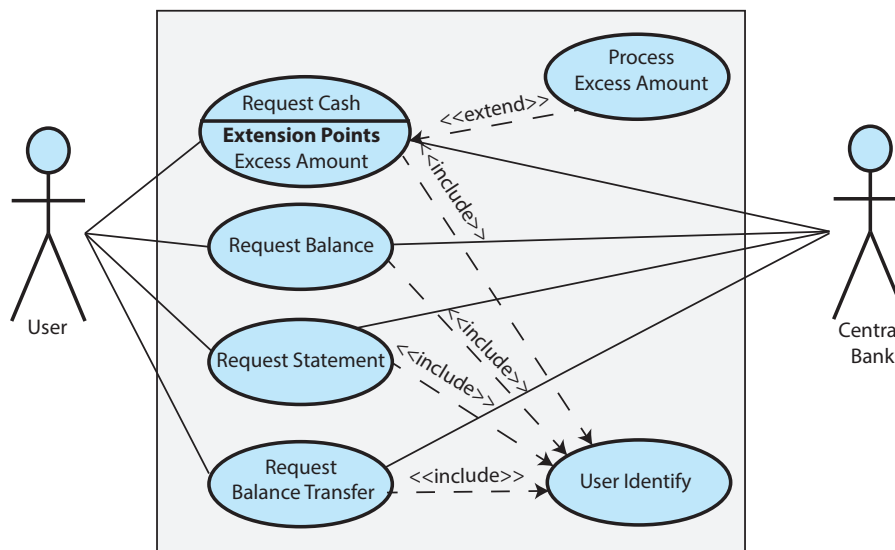 Process
Excess Amount
Request Cash
<<extend>>
Extension Points
Excess Amount
<<include>>
Request Balance
User
Centra
Bank
Request Statement
<<include>>
<<include>>
Request
Balance Transfer
<<include>>
User Identify